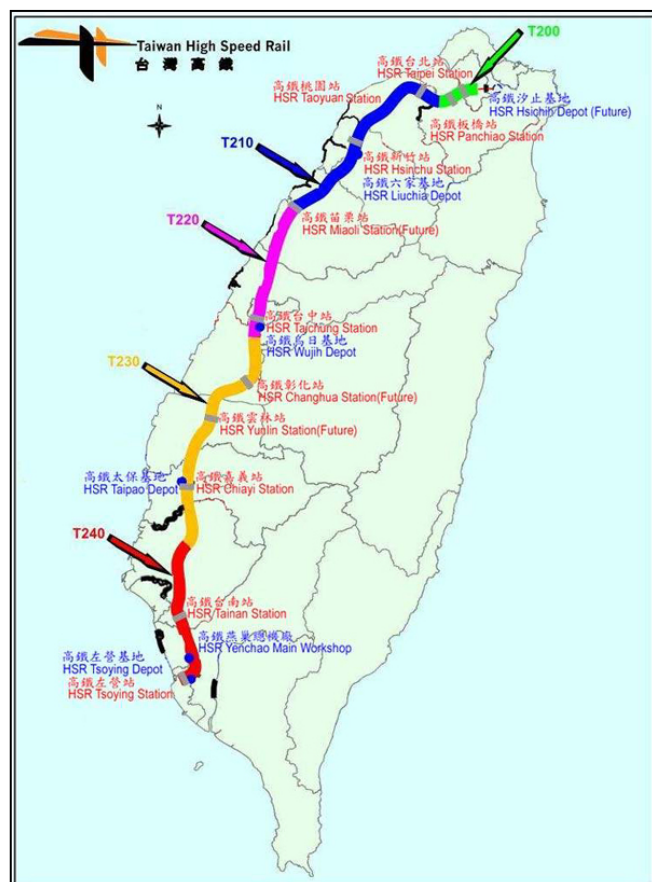 Taiwan High Speed Rail
台灣高鐵
T200
高鐵台北站
HSR Taipei Station
高鐵桃園站
HSR Taoyuan Station
高鐵汐止基地
HSR Hsichih Depot (Future)
高鐵板橋站
HSR Panchiao Station
N
T210
高鐵新竹站
HSR Hsinchu Station
高鐵六家基地
HSR Liuchia Depot
T220
高鐵苗栗站
HSR Miaoli Station(Future)
高鐵台中站
HSR Taichung Station
高鐵烏日基地
HSR Wujih Depot
T230
高鐵彰化站
HSR Changhua Station(Future)
高鐵雲林站
HSR Yunlin Station(Future)
高鐵太保基地
HSR Taipao Depot
高鐵嘉義站
HSR Chiayi Station
T240
高鐵台南站
HSR Tainan Station
高鐵燕巢總機廠
HSR Yenchao Main Workshop
高鐵左營基地
HSR Tsoying Depot
高鐵左營站
HSR Tsoying Station